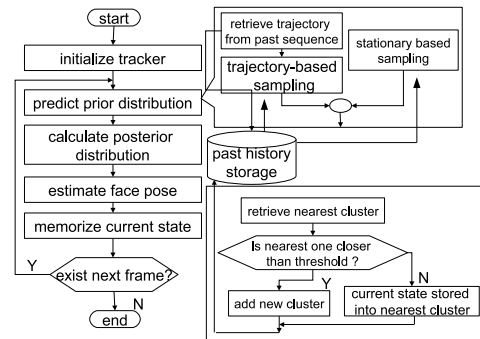 start
initialize tracker
predict prior distribution
calculate posterior
distribution
estimate face pose
memorize current state
Y
exist next frame?
N
end
retrieve trajectory
from past sequence
trajectory-based
sampling
stationary based
sampling
past history
storage
retrieve nearest cluster
Is nearest one closer
than threshold ?
Y
N
add new cluster
current state stored
into nearest cluster